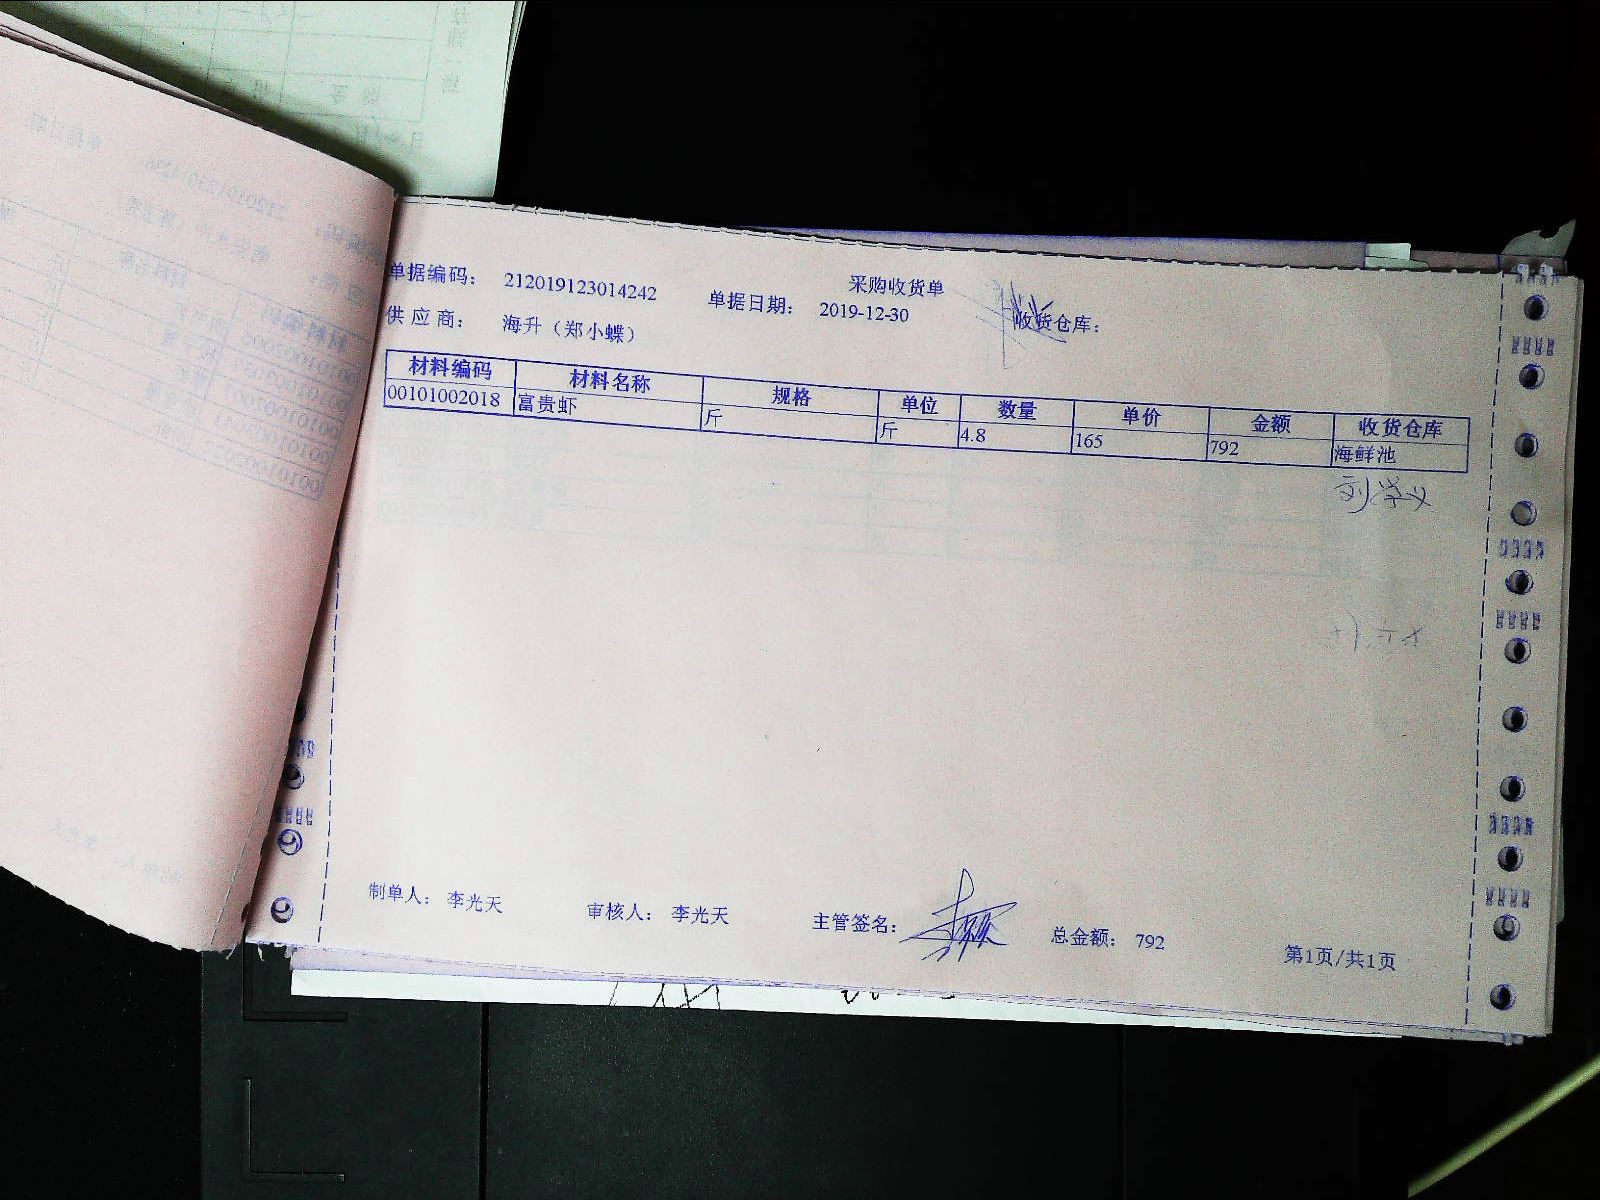 采购收货单
单据编码： 212019123014242 单据日期： 2019-12-30 收货仓库：
供 应 商： 海升（郑小蝶）
材料编码 材料名称 规格 单位 数量 单价 金额 收货仓库
00101002018 富贵虾 斤 斤 4.8 165 792 海鲜池
刘学义
制单人： 李光天 审核人： 李光天 主管签名： 总金额： 792 第1页/共1页